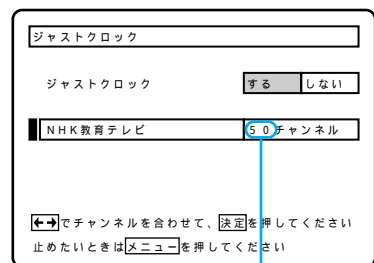 ジャストクロック
ジャストクロック する しない
NHK教育テレビ 50チャンネル
←→でチャンネルを合わせて、決定を押してください
止めたいときはメニューを押してください